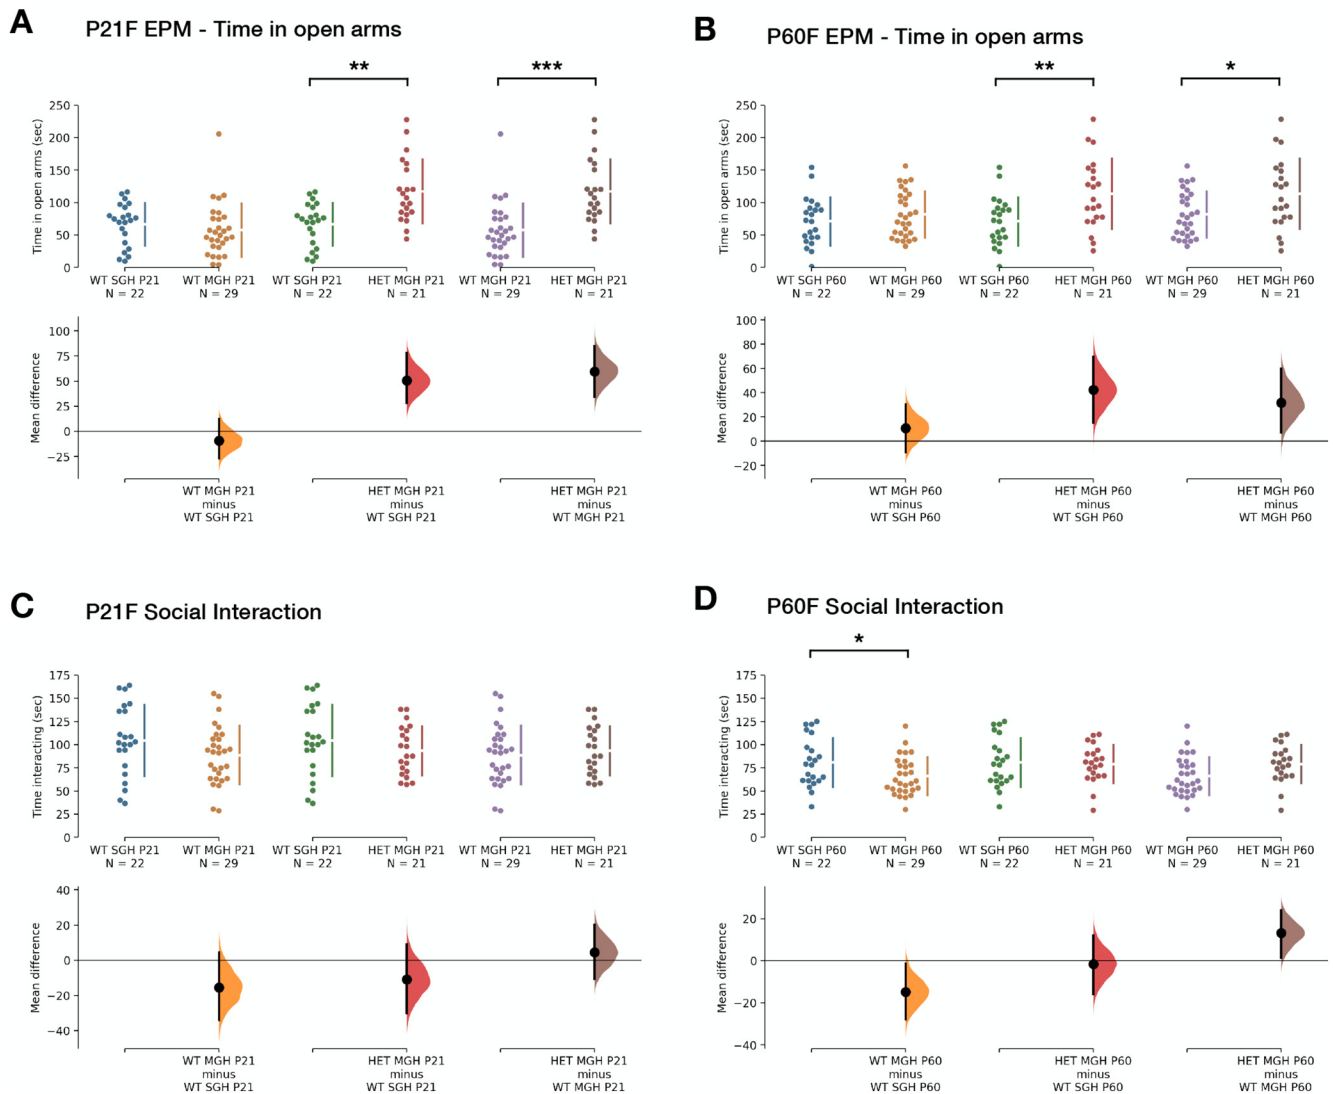 A
P21F EPM - Time in open arms
**
***
Time in open arms (sec)
250
200
150
100
50
0
WT SGH P21
N = 22
WT MGH P21
N = 29
WT SGH P21
N = 22
HET MGH P21
N = 21
WT MGH P21
N = 29
HET MGH P21
N = 21
Mean difference
100
75
50
25
0
−25
WT MGH P21
minus
WT SGH P21
HET MGH P21
minus
WT SGH P21
HET MGH P21
minus
WT MGH P21
B
P60F EPM - Time in open arms
**
*
Time in open arms (sec)
250
200
150
100
50
0
WT SGH P60
N = 22
WT MGH P60
N = 29
WT SGH P60
N = 22
HET MGH P60
N = 21
WT MGH P60
N = 29
HET MGH P60
N = 21
Mean difference
100
80
60
40
20
0
−20
WT MGH P60
minus
WT SGH P60
HET MGH P60
minus
WT SGH P60
HET MGH P60
minus
WT MGH P60
C
P21F Social Interaction
Time interacting (sec)
175
150
125
100
75
50
25
0
WT SGH P21
N = 22
WT MGH P21
N = 29
WT SGH P21
N = 22
HET MGH P21
N = 21
WT MGH P21
N = 29
HET MGH P21
N = 21
Mean difference
40
20
0
−20
−40
WT MGH P21
minus
WT SGH P21
HET MGH P21
minus
WT SGH P21
HET MGH P21
minus
WT MGH P21
D
P60F Social Interaction
*
Time interacting (sec)
175
150
125
100
75
50
25
0
WT SGH P60
N = 22
WT MGH P60
N = 29
WT SGH P60
N = 22
HET MGH P60
N = 21
WT MGH P60
N = 29
HET MGH P60
N = 21
Mean difference
20
0
−20
−40
WT MGH P60
minus
WT SGH P60
HET MGH P60
minus
WT SGH P60
HET MGH P60
minus
WT MGH P60